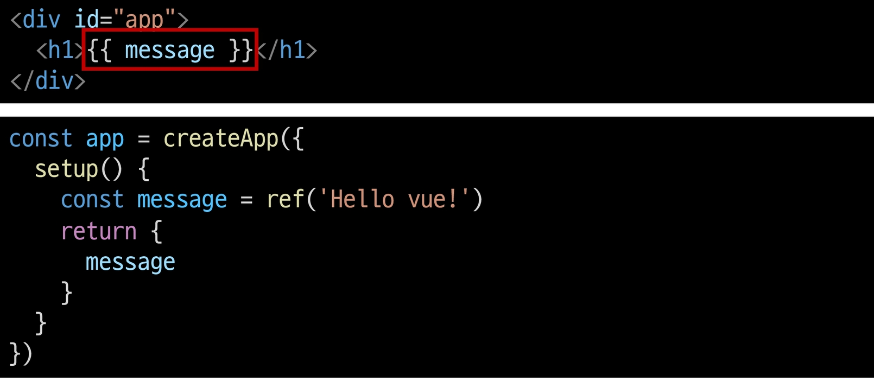 <div id="app">
  <h1>{{ message }}</h1>
</div>
const app = createApp({
  setup() {
    const message = ref('Hello vue!')
    return {
      message
    }
  }
})